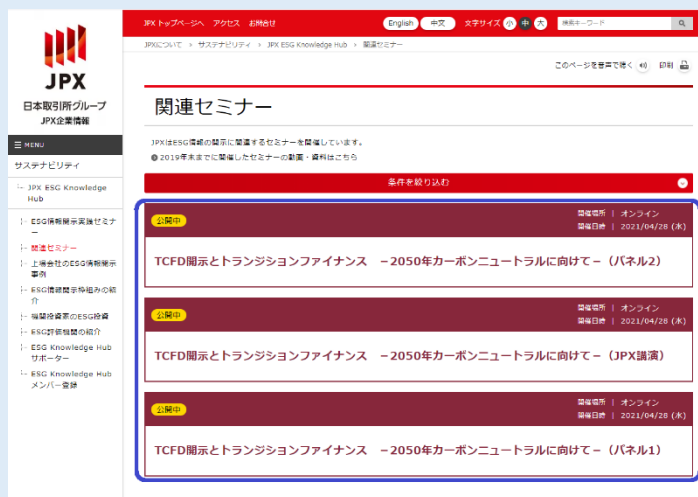 JPX トップページへ アクセス お問合せ English 中文 文字サイズ 小 中 大 検索キーワード
JPXについて > サステナビリティ > JPX ESG Knowledge Hub > 関連セミナー
このページを音声で聴く 印刷
JPX
日本取引所グループ
JPX企業情報
MENU
サステナビリティ
JPX ESG Knowledge
Hub
ESG情報開示実践セミナ
ー
関連セミナー
上場会社のESG情報開示
事例
ESG情報開示枠組みの紹
介
機関投資家のESG投資
ESG評価機関の紹介
ESG Knowledge Hub
サポーター
ESG Knowledge Hub
メンバー登録
関連セミナー
JPXはESG情報の開示に関連するセミナーを開催しています。
2019年末までに開催したセミナーの動画・資料はこちら
条件を絞り込む
公開中
開催場所 | オンライン
開催日時 | 2021/04/28 (水)
TCFD開示とトランジションファイナンス －2050年カーボンニュートラルに向けて－（パネル2）
公開中
開催場所 | オンライン
開催日時 | 2021/04/28 (水)
TCFD開示とトランジションファイナンス －2050年カーボンニュートラルに向けて－（JPX講演）
公開中
開催場所 | オンライン
開催日時 | 2021/04/28 (水)
TCFD開示とトランジションファイナンス －2050年カーボンニュートラルに向けて－（パネル1）